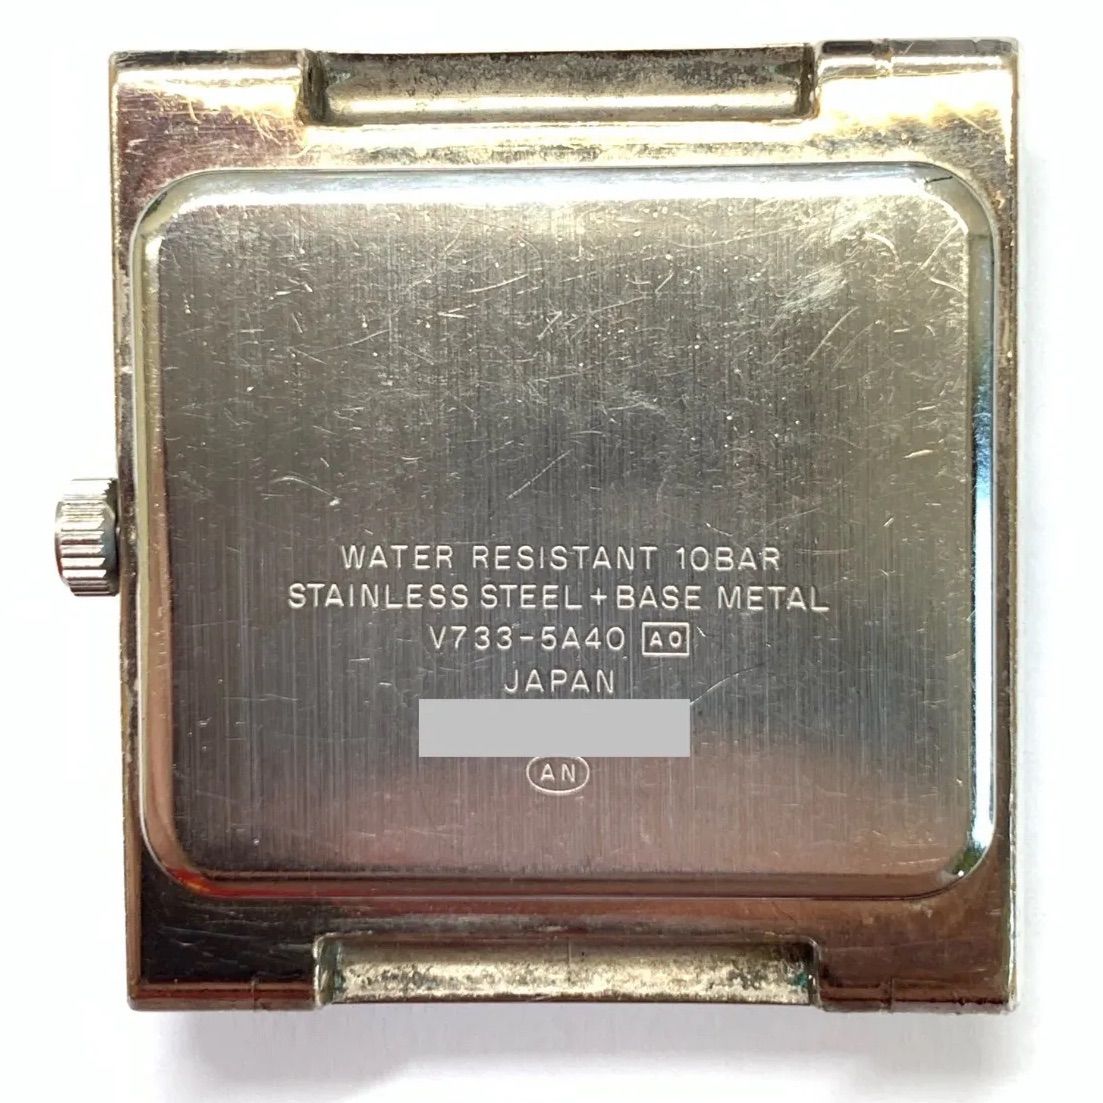 WATER RESISTANT 10BAR
STAINLESS STEEL + BASE METAL
V733-5A40 A0
JAPAN
AN